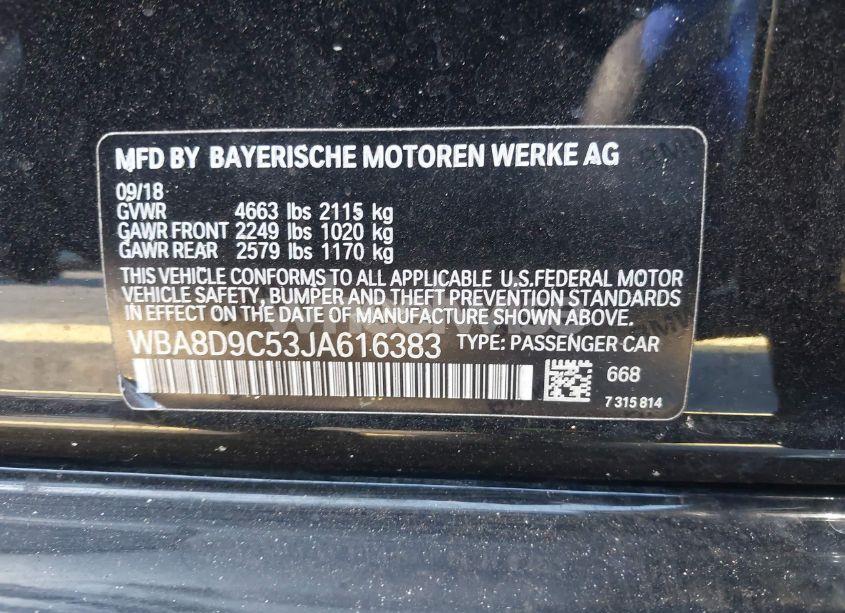 MFD BY BAYERISCHE MOTOREN WERKE AG
09/18
GVWR 4663 lbs 2115 kg
GAWR FRONT 2249 lbs 1020 kg
GAWR REAR 2579 lbs 1170 kg
THIS VEHICLE CONFORMS TO ALL APPLICABLE U.S.FEDERAL MOTOR
VEHICLE SAFETY, BUMPER AND THEFT PREVENTION STANDARDS
IN EFFECT ON THE DATE OF MANUFACTURE SHOWN ABOVE.
WBA8D9C53JA616383 TYPE: PASSENGER CAR
668
7 315 814